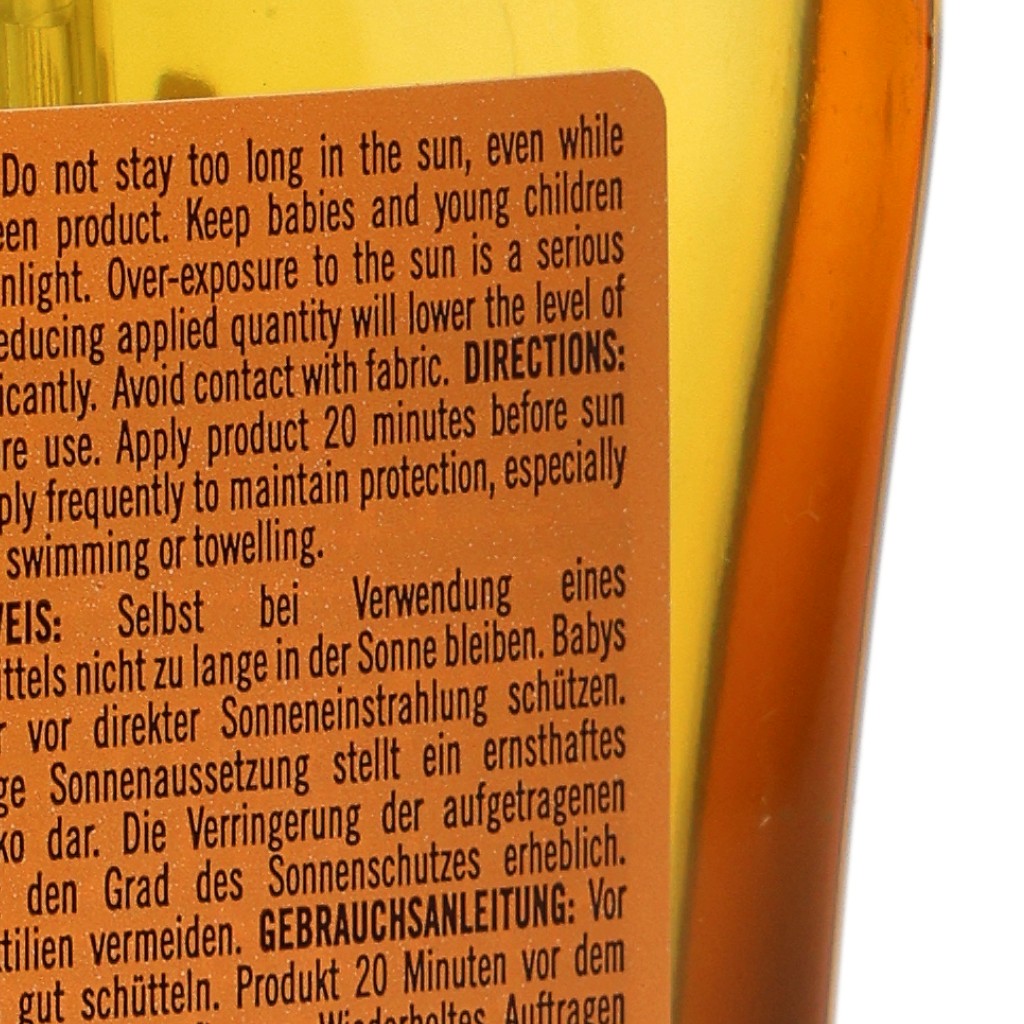 Do not stay too long in the sun, even while
een product. Keep babies and young children
nlight. Over-exposure to the sun is a serious
educing applied quantity will lower the level of
icantly. Avoid contact with fabric. DIRECTIONS:
re use. Apply product 20 minutes before sun
ply frequently to maintain protection, especially
swimming or towelling.
VEIS: Selbst bei Verwendung eines
ittels nicht zu lange in der Sonne bleiben. Babys
r vor direkter Sonneneinstrahlung schützen.
ge Sonnenaussetzung stellt ein ernsthaftes
ko dar. Die Verringerung der aufgetragenen
den Grad des Sonnenschutzes erheblich.
tilien vermeiden. GEBRAUCHSANLEITUNG: Vor
gut schütteln. Produkt 20 Minuten vor dem
Wiederholtes Auftragen